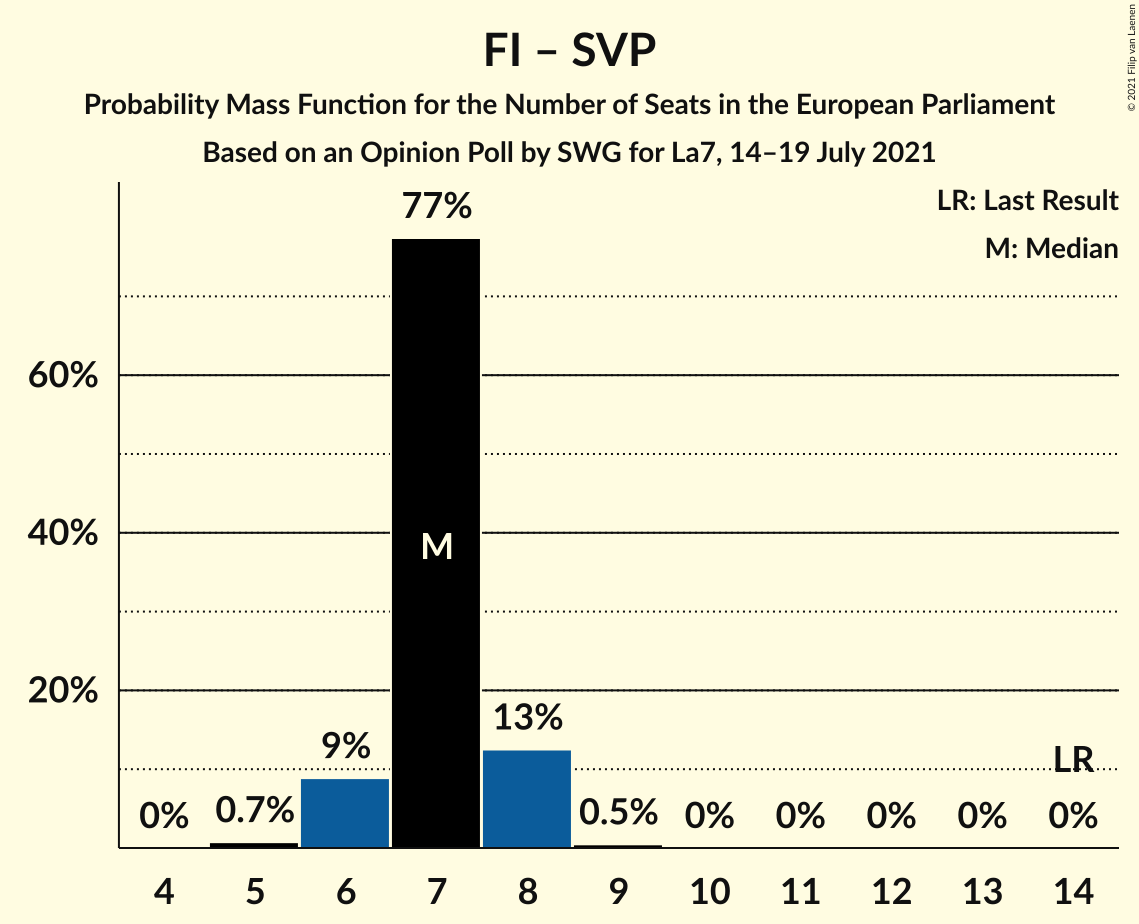 FI – SVP
Probability Mass Function for the Number of Seats in the European Parliament
Based on an Opinion Poll by SWG for La7, 14–19 July 2021
© 2021 Filip van Laenen
LR: Last Result
M: Median
77%
60%
40%
20%
M
13%
9%
LR
0%
0.7%
0.5%
0%
0%
0%
0%
0%
4 5 6 7 8 9 10 11 12 13 14